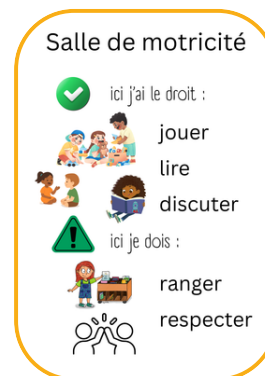 Salle de motricité
ici j'ai le droit :
jouer
lire
discuter
ici je dois :
ranger
respecter